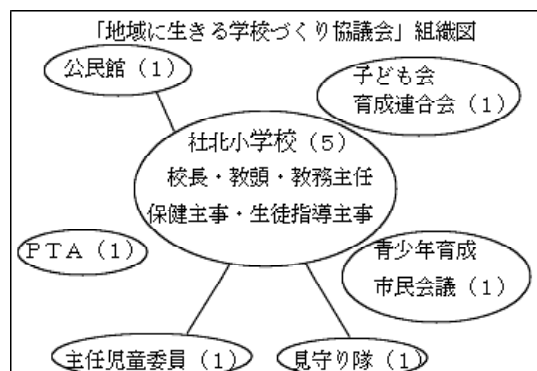 「地域に生きる学校づくり協議会」組織図
公民館（１）
子ども会
育成連合会（１）
社北小学校（５）
校長・教頭・教務主任
保健主事・生徒指導主事
ＰＴＡ（１）
青少年育成
市民会議（１）
主任児童委員（１）
見守り隊（１）